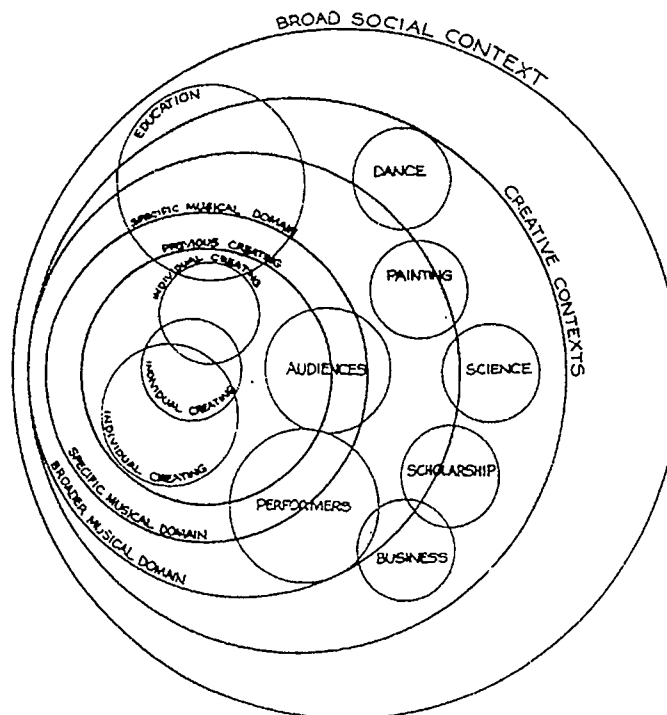 BROAD SOCIAL CONTEXT
EDUCATION
DANCE
CREATIVE CONTEXTS
SPECIFIC MUSICAL DOMAIN
PREVIOUS CREATING
INDIVIDUAL CREATING
PAINTING
AUDIENCES
SCIENCE
INDIVIDUAL CREATING
INDIVIDUAL CREATING
SPECIFIC MUSICAL DOMAIN
BROADER MUSICAL DOMAIN
SCHOLARSHIP
PERFORMERS
BUSINESS